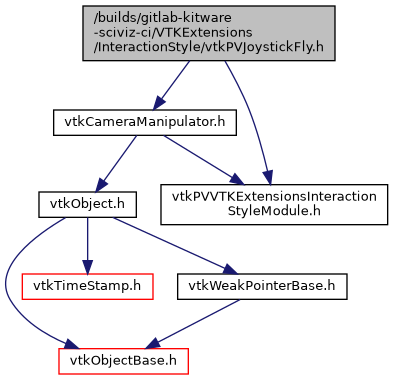 /builds/gitlab-kitware
-sciviz-ci/VTKExtensions
/InteractionStyle/vtkPVJoystickFly.h
vtkCameraManipulator.h
vtkObject.h
vtkPVVTKExtensionsInteraction
StyleModule.h
vtkTimeStamp.h
vtkWeakPointerBase.h
vtkObjectBase.h